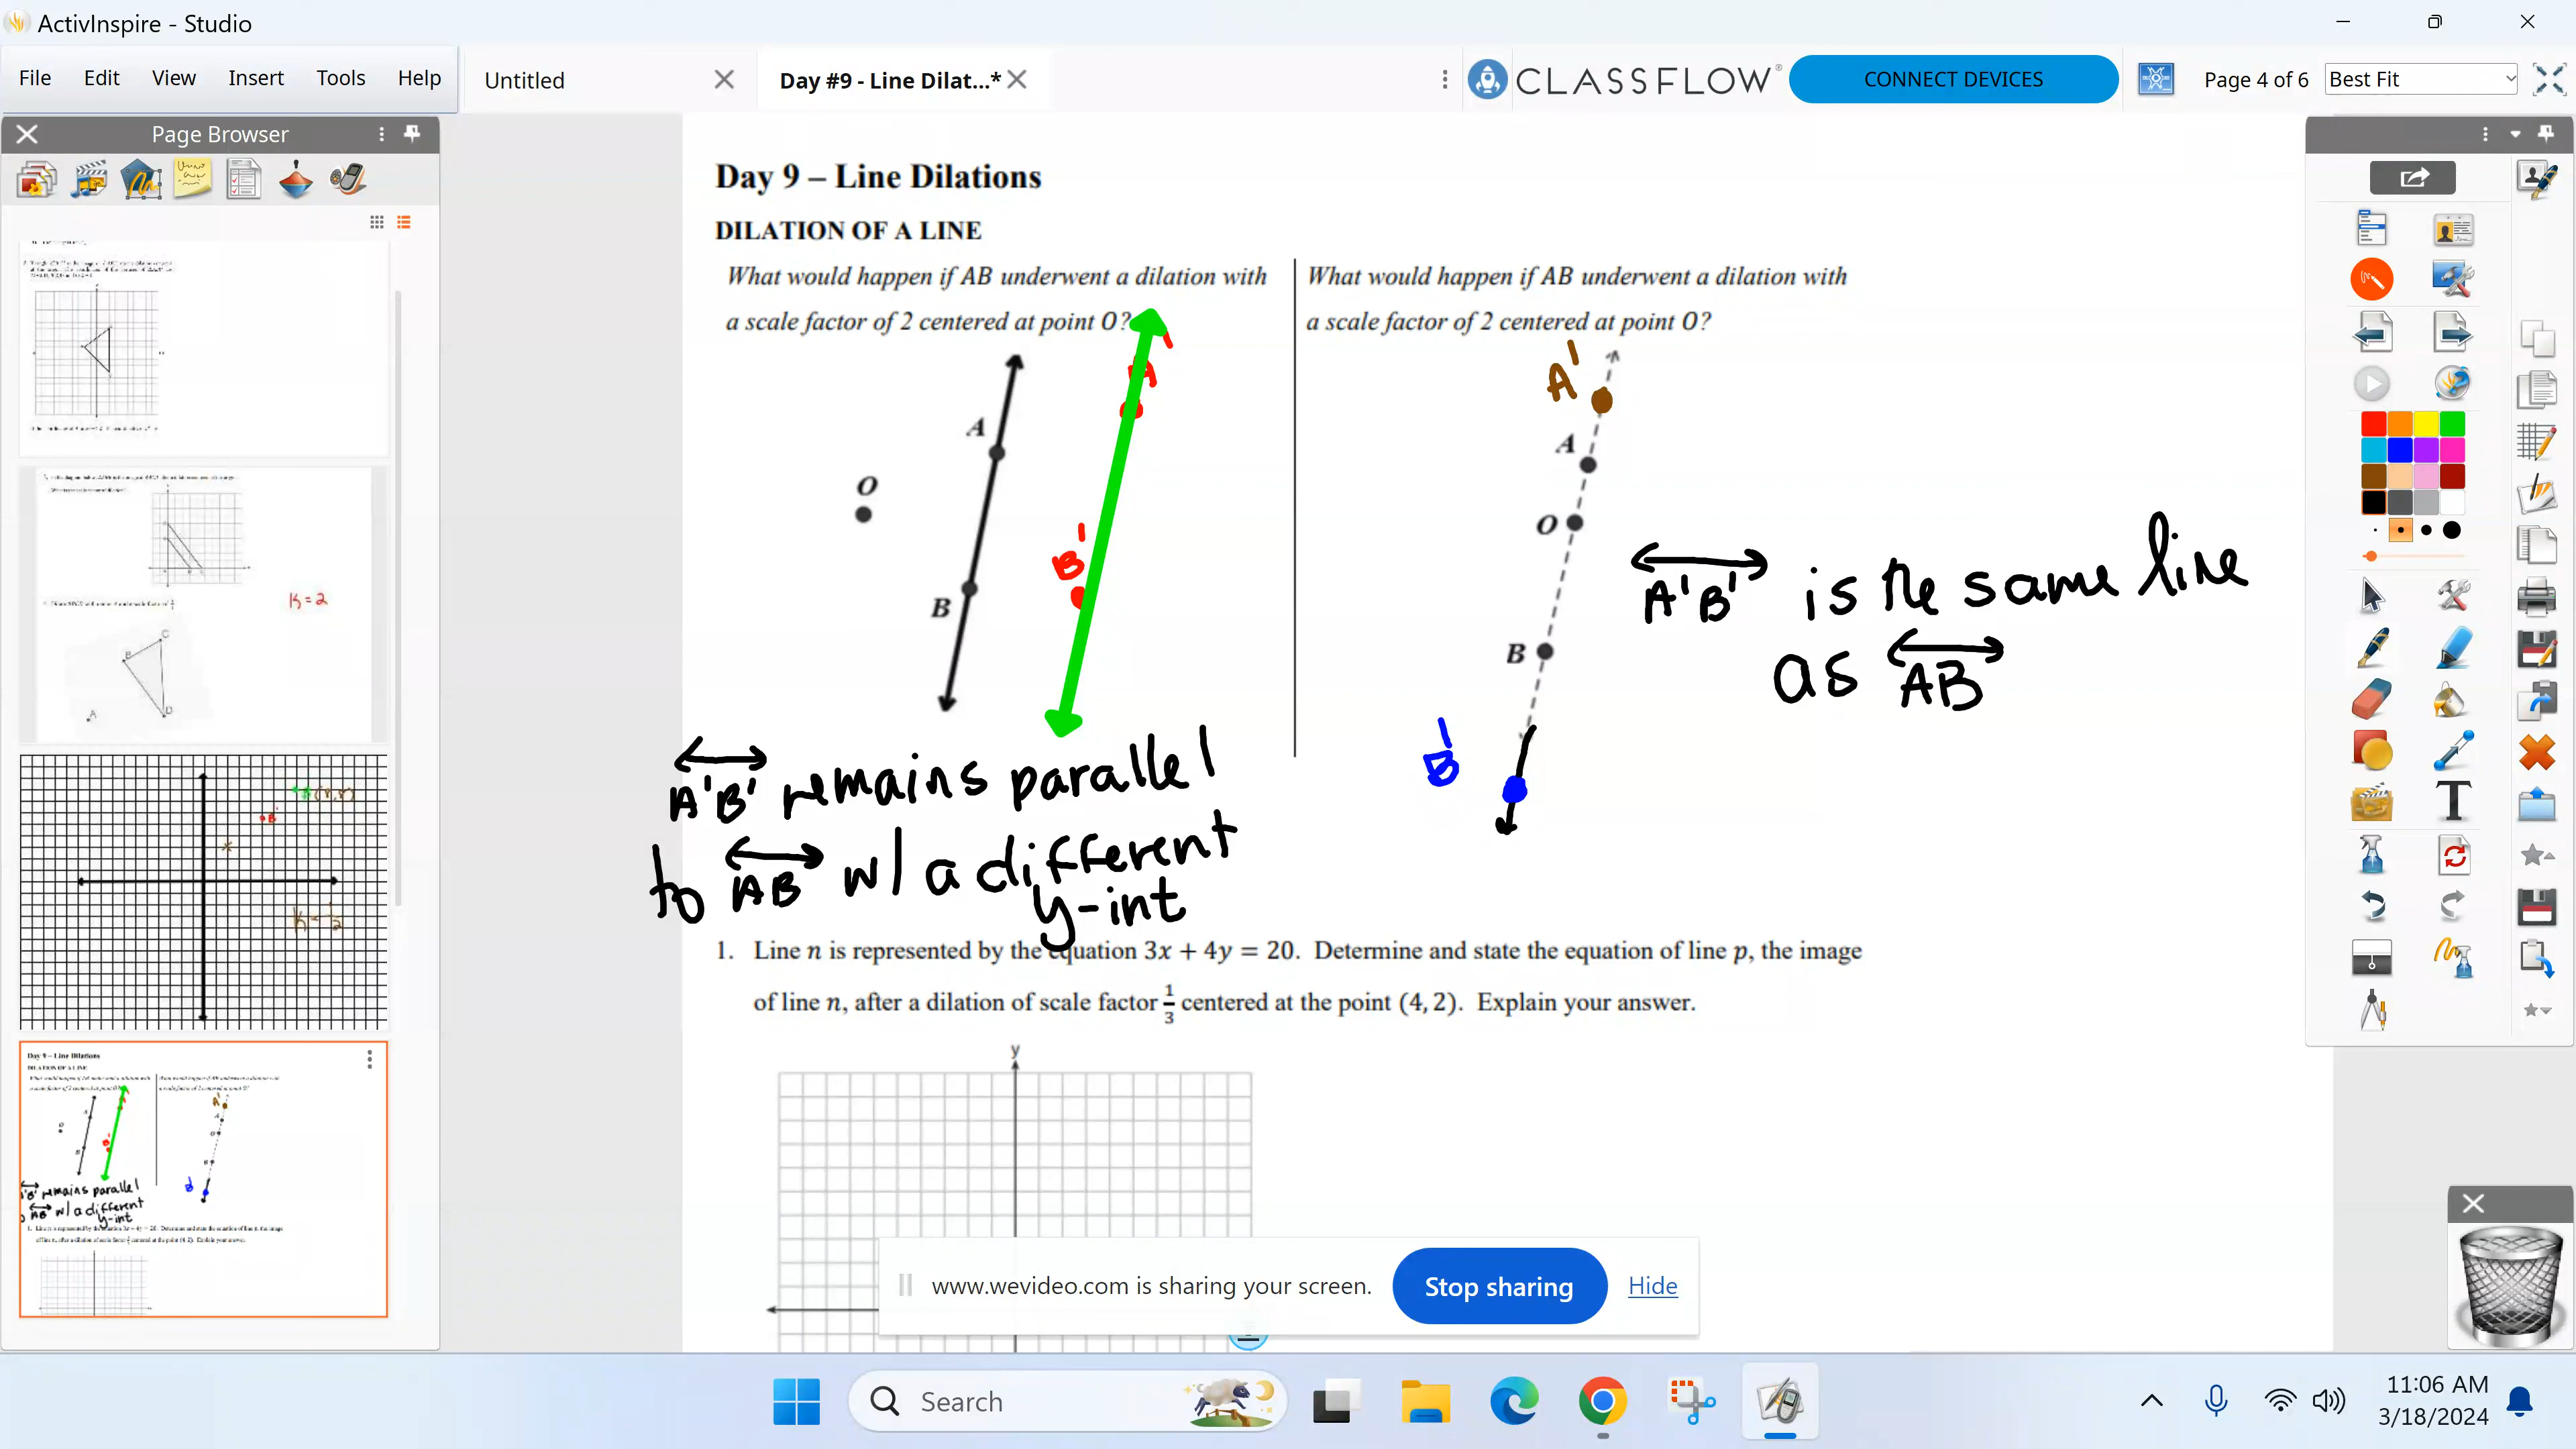 ActivInspire - Studio
File Edit View Insert Tools Help
Untitled
Day #9 - Line Dilat...*
CLASSFLOW
CONNECT DEVICES
Page 4 of 6
Best Fit
Page Browser
K = 2
C
B
D
A
Day 9 – Line Dilations
DILATION OF A LINE
What would happen if AB underwent a dilation with
a scale factor of 2 centered at point O?
A'
A
O
B'
B
A'B' remains parallel
to AB w/ a different
y-int
What would happen if AB underwent a dilation with
a scale factor of 2 centered at point O?
A'
A
O
B
B'
A'B' is the same line
as AB
1. Line n is represented by the equation 3x + 4y = 20. Determine and state the equation of line p, the image
of line n, after a dilation of scale factor 1/3 centered at the point (4, 2). Explain your answer.
y
www.wevideo.com is sharing your screen.
Stop sharing
Hide
Search
11:06 AM
3/18/2024